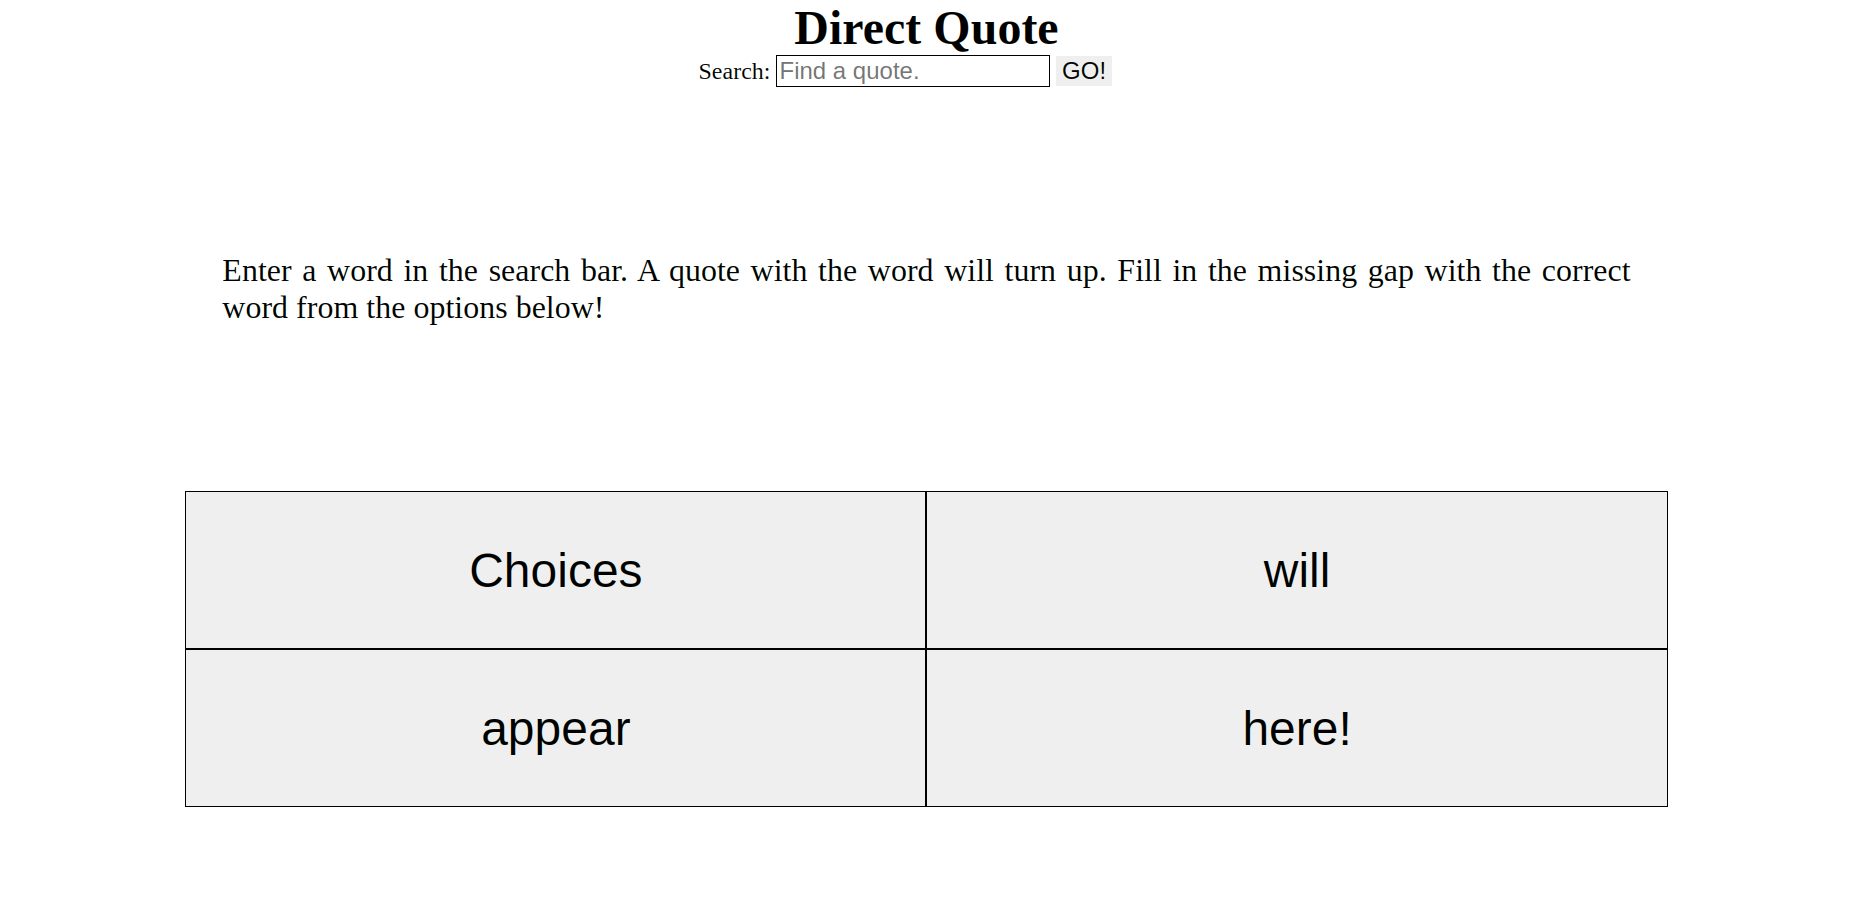 Direct Quote
Search: Find a quote. GO!
Enter a word in the search bar. A quote with the word will turn up. Fill in the missing gap with the correct
word from the options below!
Choices will
appear here!